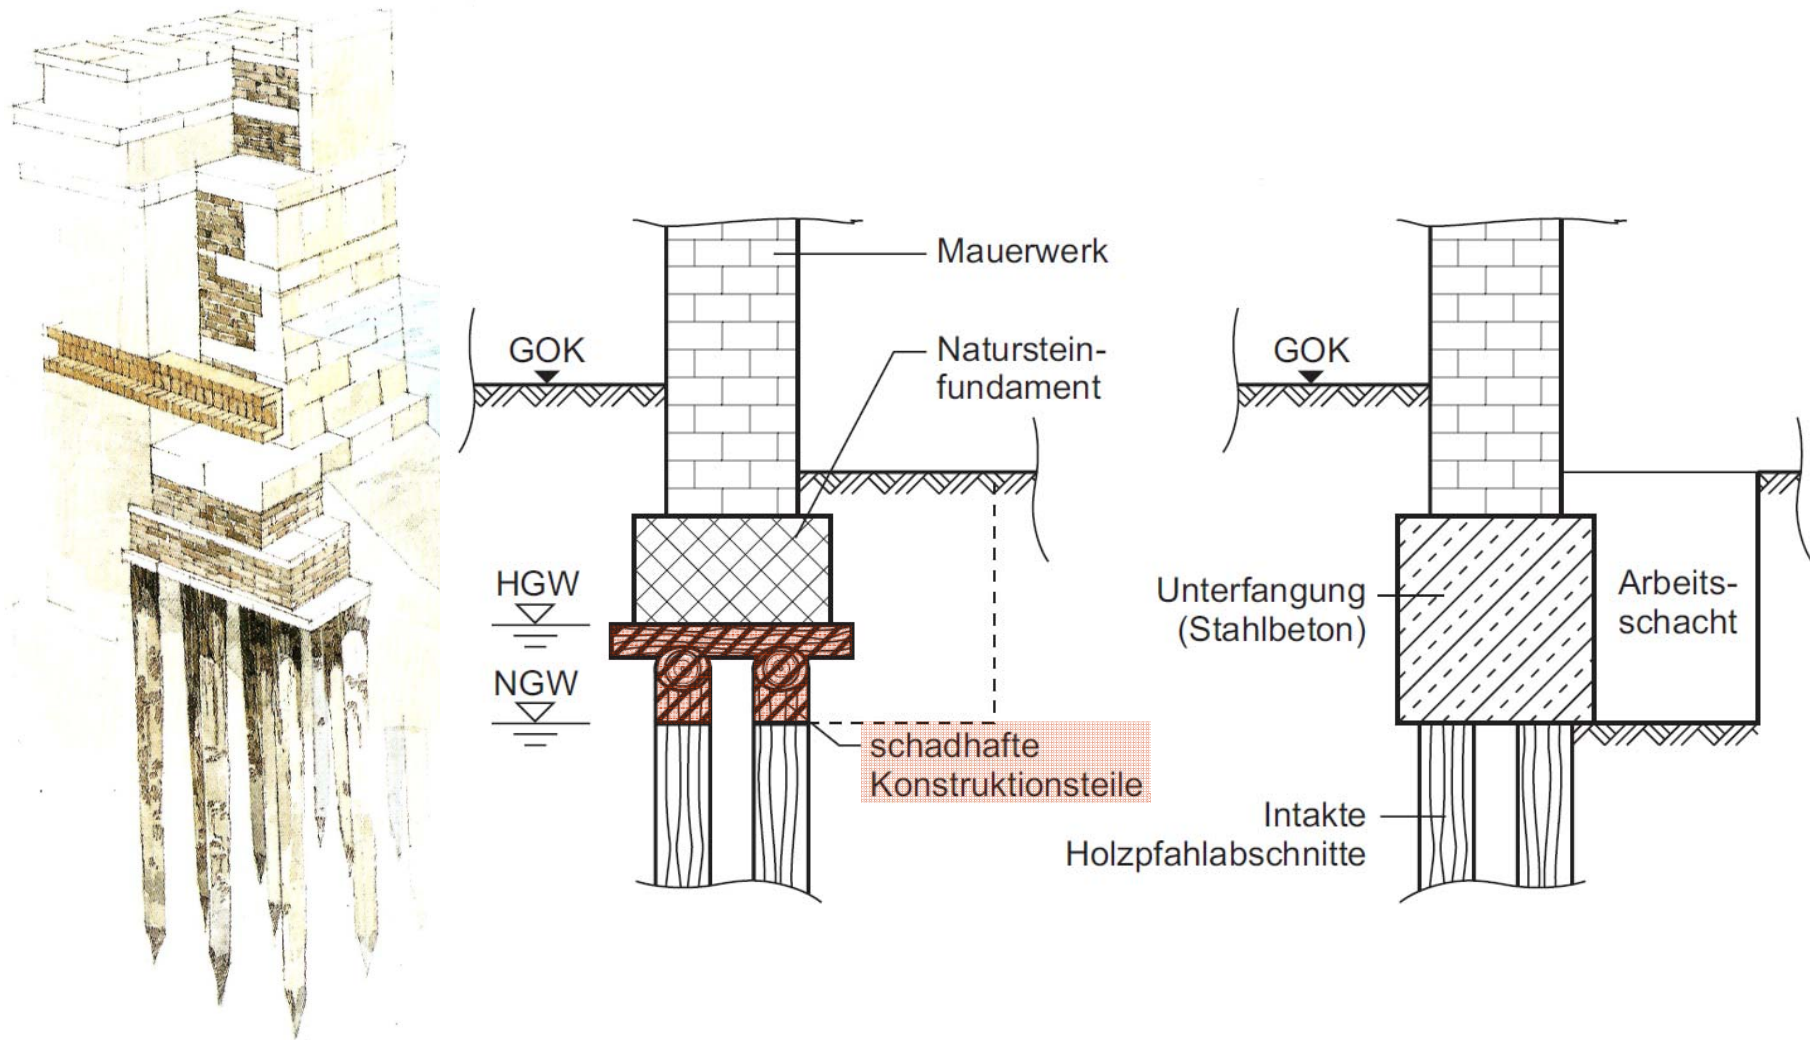 Mauerwerk
GOK
Naturstein-
fundament
HGW
NGW
schadhafte
Konstruktionsteile
GOK
Unterfangung
(Stahlbeton)
Arbeits-
schacht
Intakte
Holzpfahlabschnitte